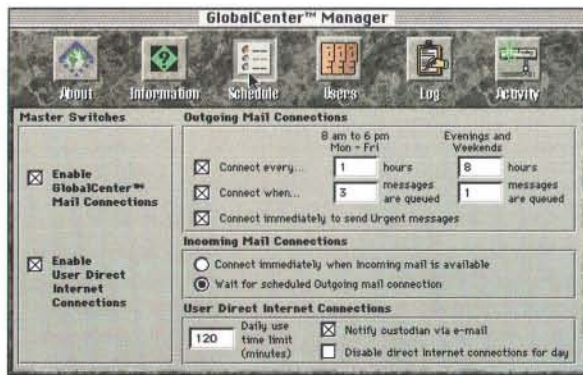 GlobalCenter™ Manager
About Information Schedule Users Log Activity
Master Switches
Enable
GlobalCenter™
Mail Connections
Enable
User Direct
Internet
Connections
Outgoing Mail Connections
8 am to 6 pm
Mon - Fri
Evenings and
Weekends
Connect every... 1 hours 8 hours
Connect when... 3 messages
are queued 1 messages
are queued
Connect immediately to send Urgent messages
Incoming Mail Connections
Connect immediately when Incoming mail is available
Wait for scheduled Outgoing mail connection
User Direct Internet Connections
120 Daily use
time limit
(minutes)
Notify custodian via e-mail
Disable direct Internet connections for day